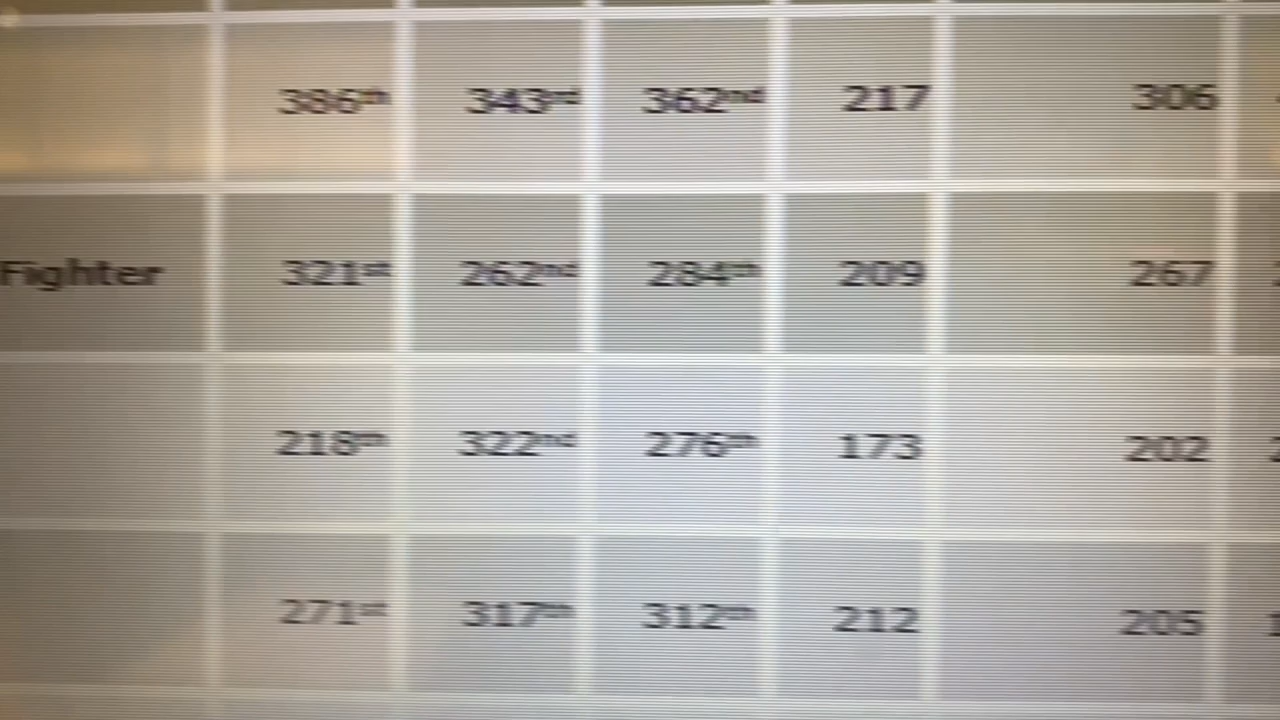 386th 343rd 362nd 217 306
Fighter 321st 262nd 284th 209 267
218th 322nd 276th 173 202
271st 317th 312th 212 205